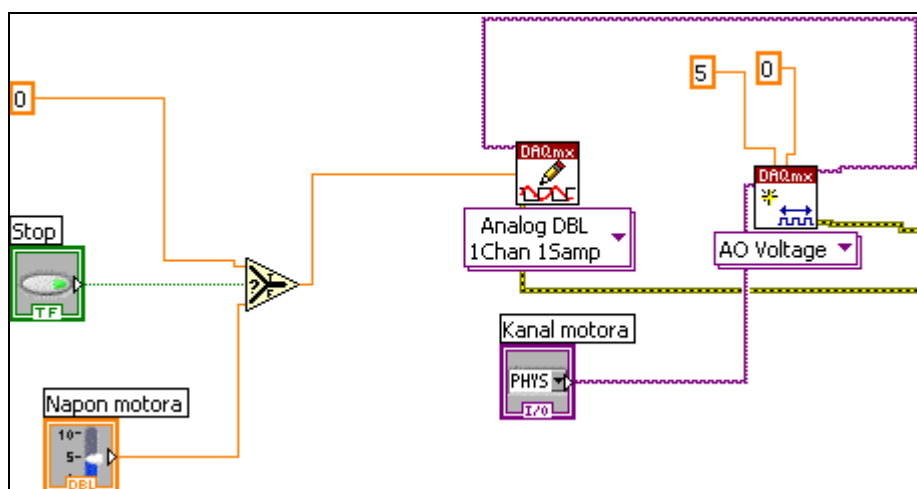 0
5
0
DAQmx
DAQmx
Analog DBL
1Chan 1Samp
AO Voltage
Stop
TF
?
T
F
Kanal motora
PHYS
I/O
Napon motora
10
5
DBL